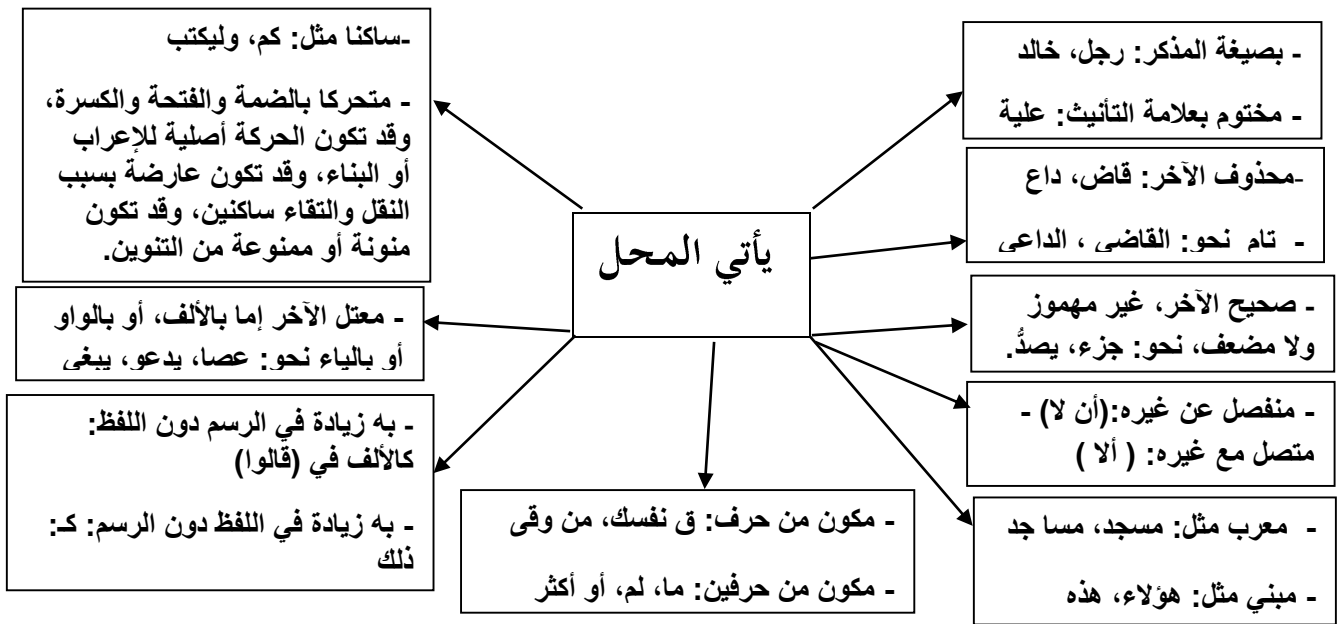 يأتي المحل
- بصيغة المذكر: رجل، خالد
- مختوم بعلامة التأنيث: علية
-محذوف الآخر: قاض، داع
- تام نحو: القاضي ، الداعي
- صحيح الآخر، غير مهموز
ولا مضعف، نحو: جزء، يصدُّ.
- منفصل عن غيره:(أن لا) -
متصل مع غيره: ( ألا )
- معرب مثل: مسجد، مسا جد
- مبني مثل: هؤلاء، هذه
- مكون من حرف: ق نفسك، من وقى
- مكون من حرفين: ما، لم، أو أكثر
-ساكنا مثل: كم، وليكتب
- متحركا بالضمة والفتحة والكسرة،
وقد تكون الحركة أصلية للإعراب
أو البناء، وقد تكون عارضة بسبب
النقل والتقاء ساكنين، وقد تكون
منونة أو ممنوعة من التنوين.
- معتل الآخر إما بالألف، أو بالواو
أو بالياء نحو: عصا، يدعو، يبغي
- به زيادة في الرسم دون اللفظ:
كالألف في (قالوا)
- به زيادة في اللفظ دون الرسم: كـ:
ذلك